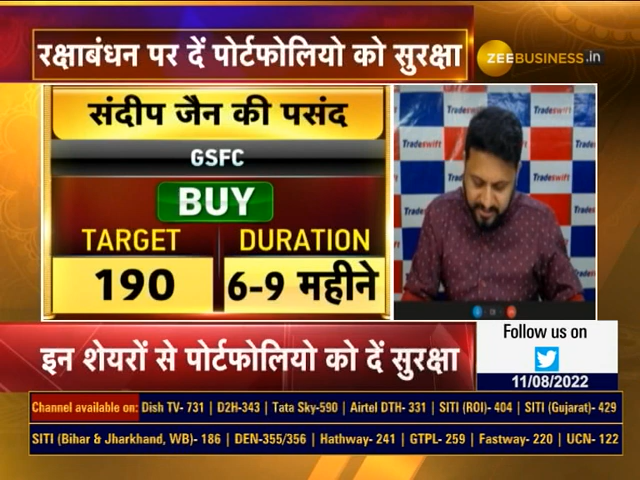 रक्षाबंधन पर दें पोर्टफोलियो को सुरक्षा
ZEEBUSINESS.in
संदीप जैन की पसंद
GSFC
BUY
TARGET
DURATION
190
6-9 महीने
Tradeswift
Tradeswift
Tradeswift
Tradeswift
इन शेयरों से पोर्टफोलियो को दें सुरक्षा
Follow us on
11/08/2022
Channel available on: Dish TV- 731 | D2H-343 | Tata Sky-590 | Airtel DTH- 331 | SITI (ROI)- 404 | SITI (Gujarat)- 429
SITI (Bihar & Jharkhand, WB)- 186 | DEN-355/356 | Hathway- 241 | GTPL- 259 | Fastway- 220 | UCN- 122